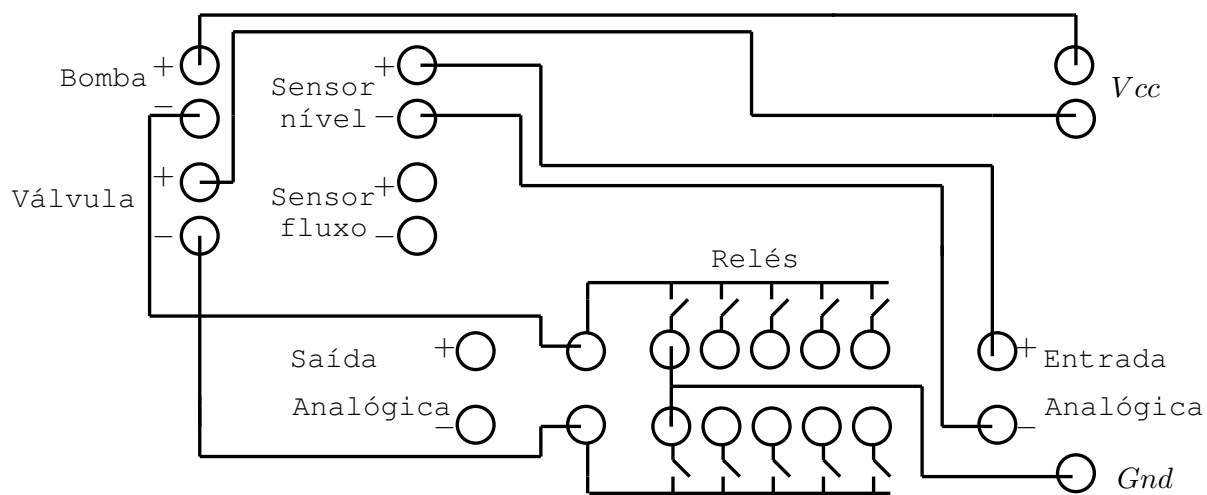 Bomba
+
−
Sensor
nível
+
−
Vcc
Válvula
+
−
Sensor
fluxo
+
−
Relés
Saída
Analógica
+
−
+
−
Entrada
Analógica
Gnd